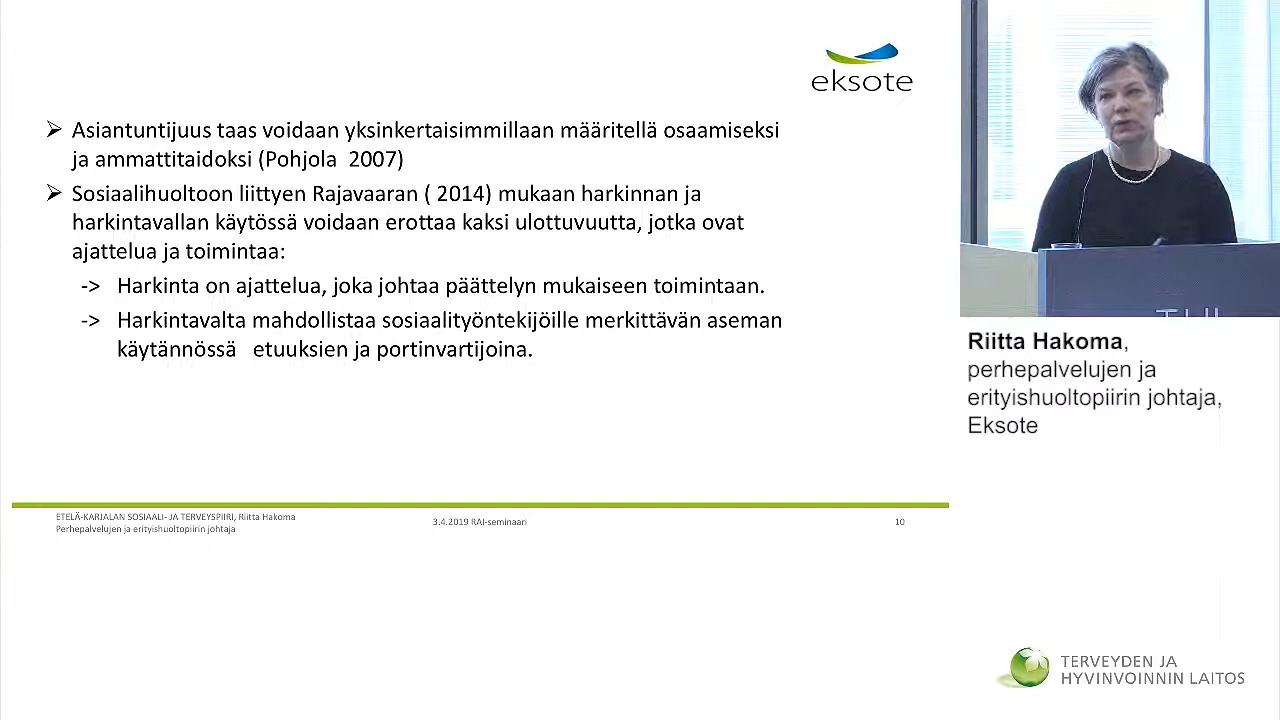 eksote
Asiantuntijuus taas voidaan yksinkertaisimmillaan määritellä osaamiseksi
ja ammattitaidoksi (Pohjola 2007)
Sosiaalihuoltoon liittyen Rajavaaran ( 2014) mukaan harkinnan ja
harkintavallan käytössä voidaan erottaa kaksi ulottuvuutta, jotka ovat
ajattelua ja toimintaa:
-> Harkinta on ajattelua, joka johtaa päättelyn mukaiseen toimintaan.
-> Harkintavalta mahdollistaa sosiaalityöntekijöille merkittävän aseman
käytännössä etuuksien ja portinvartijoina.
ETELÄ-KARJALAN SOSIAALI- JA TERVEYSPIIRI, Riitta Hakoma
Perhepalvelujen ja erityishuoltopiirin johtaja
3.4.2019 RAI-seminaari
10
Riitta Hakoma,
perhepalvelujen ja
erityishuoltopiirin johtaja,
Eksote
TERVEYDEN JA
HYVINVOINNIN LAITOS